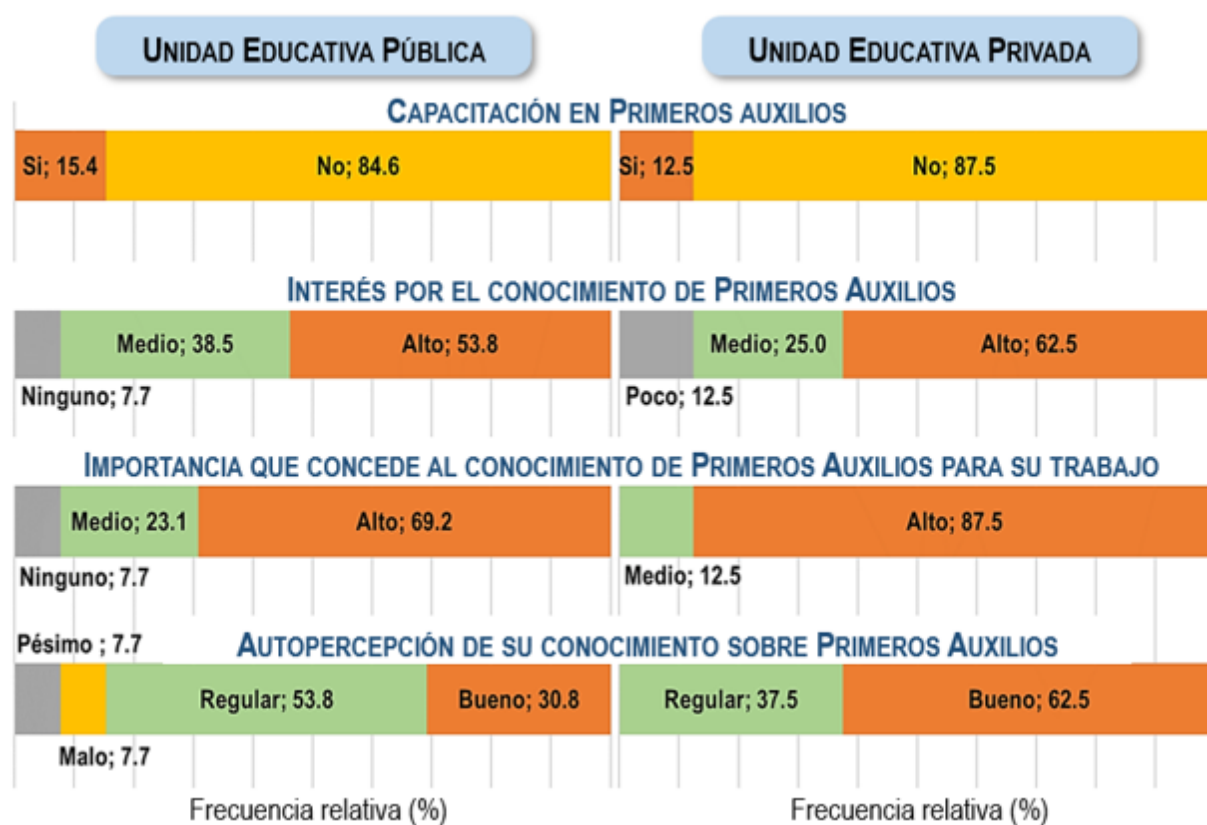 UNIDAD EDUCATIVA PÚBLICA
UNIDAD EDUCATIVA PRIVADA
CAPACITACIÓN EN PRIMEROS AUXILIOS
Si; 15.4
No; 84.6
Si; 12.5
No; 87.5
INTERÉS POR EL CONOCIMIENTO DE PRIMEROS AUXILIOS
Medio; 38.5
Alto; 53.8
Medio; 25.0
Alto; 62.5
Ninguno; 7.7
Poco; 12.5
IMPORTANCIA QUE CONCEDE AL CONOCIMIENTO DE PRIMEROS AUXILIOS PARA SU TRABAJO
Medio; 23.1
Alto; 69.2
Alto; 87.5
Ninguno; 7.7
Medio; 12.5
Pésimo ; 7.7
AUTOPERCEPCIÓN DE SU CONOCIMIENTO SOBRE PRIMEROS AUXILIOS
Regular; 53.8
Bueno; 30.8
Regular; 37.5
Bueno; 62.5
Malo; 7.7
Frecuencia relativa (%)
Frecuencia relativa (%)